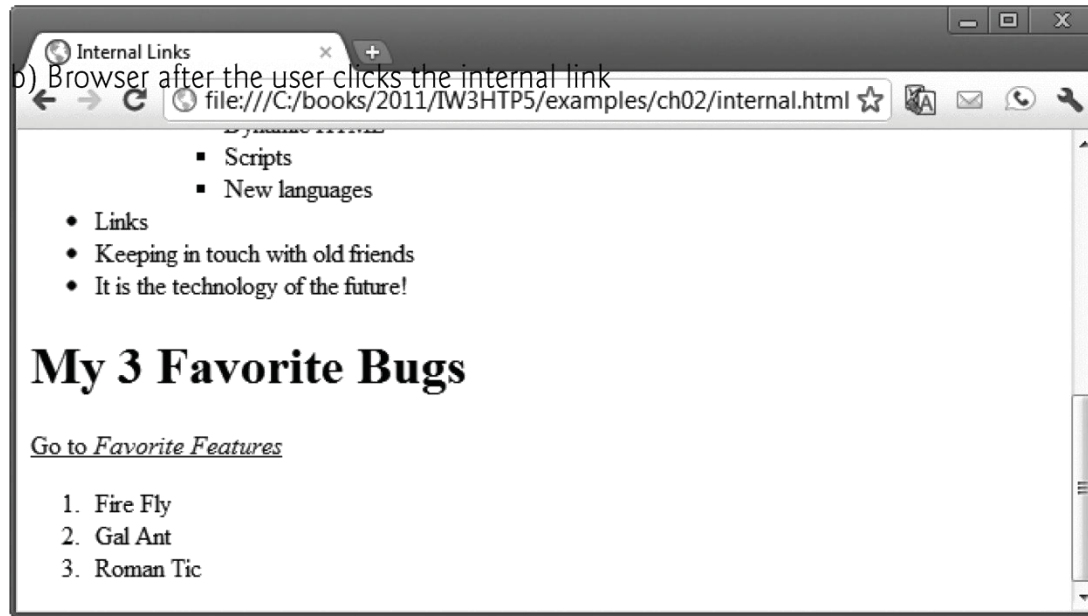 Internal Links
b) Browser after the user clicks the internal link
file:///C:/books/2011/IW3HTP5/examples/ch02/internal.html
Dynamic HTML
Scripts
New languages
Links
Keeping in touch with old friends
It is the technology of the future!
My 3 Favorite Bugs
Go to Favorite Features
1. Fire Fly
2. Gal Ant
3. Roman Tic